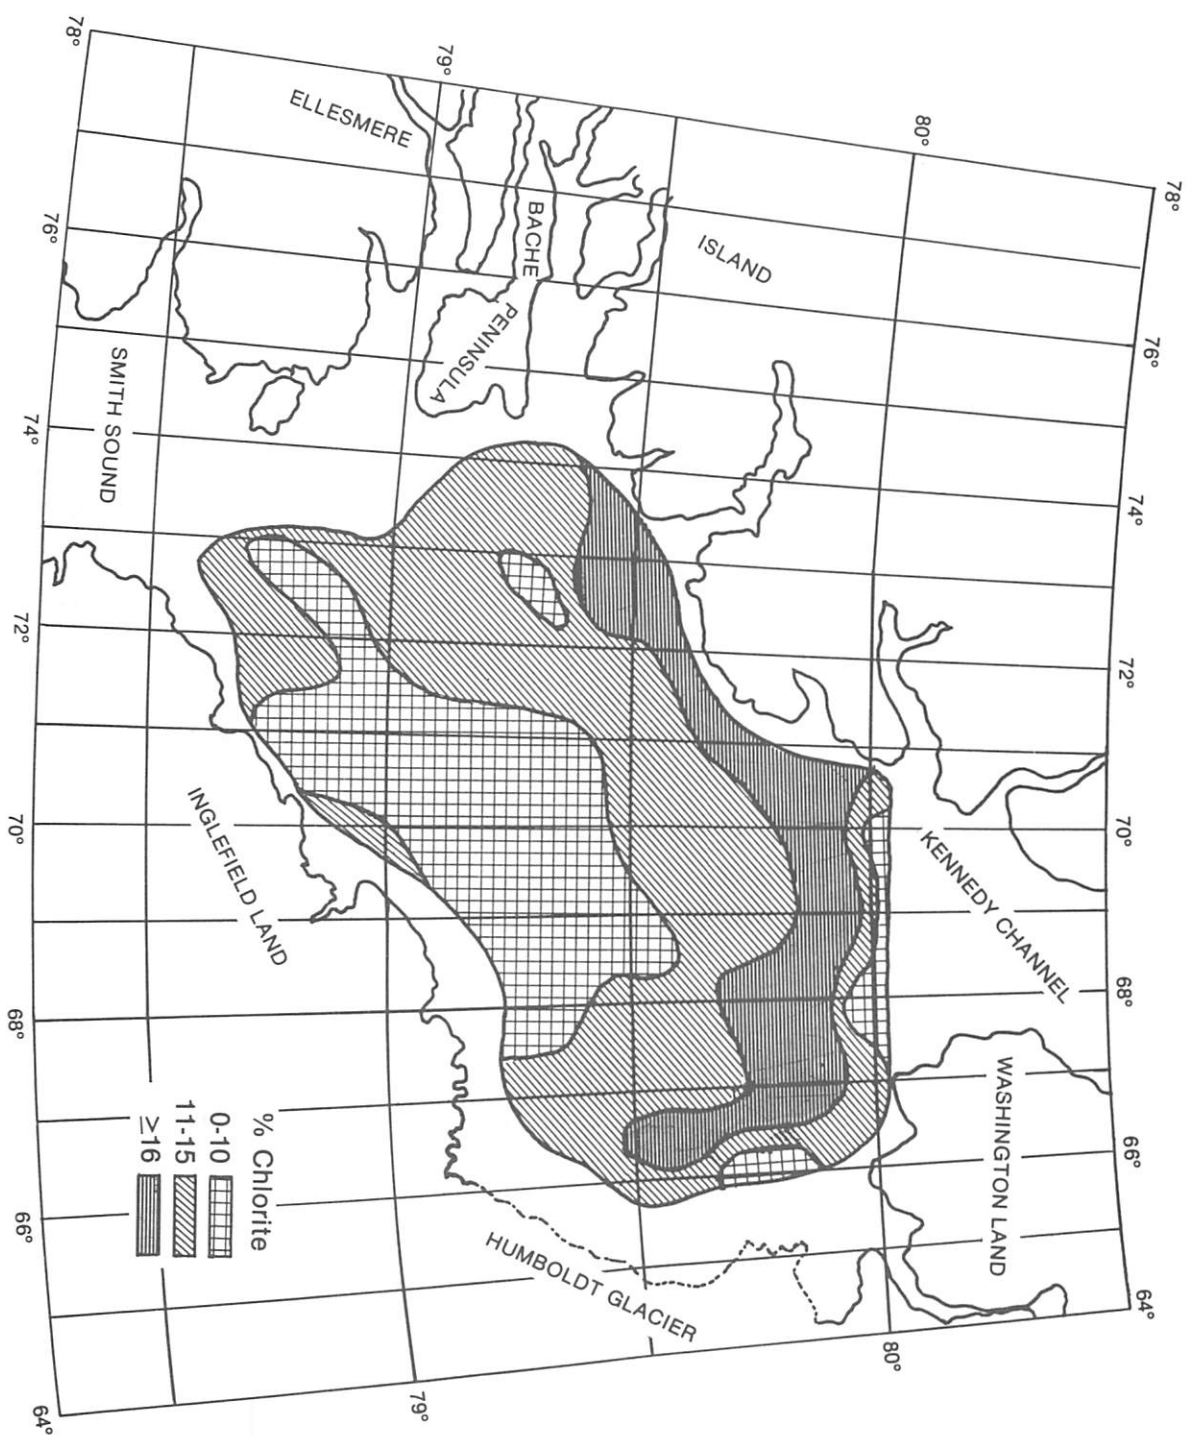 78°
76°
74°
72°
70°
68°
66°
64°
80°
80°
79°
79°
78°
76°
74°
72°
70°
68°
66°
64°
ELLESMERE
ISLAND
BACHE
PENINSULA
SMITH SOUND
KENNEDY CHANNEL
WASHINGTON LAND
INGLEFIELD LAND
HUMBOLDT GLACIER
% Chlorite
0-10
11-15
≥16